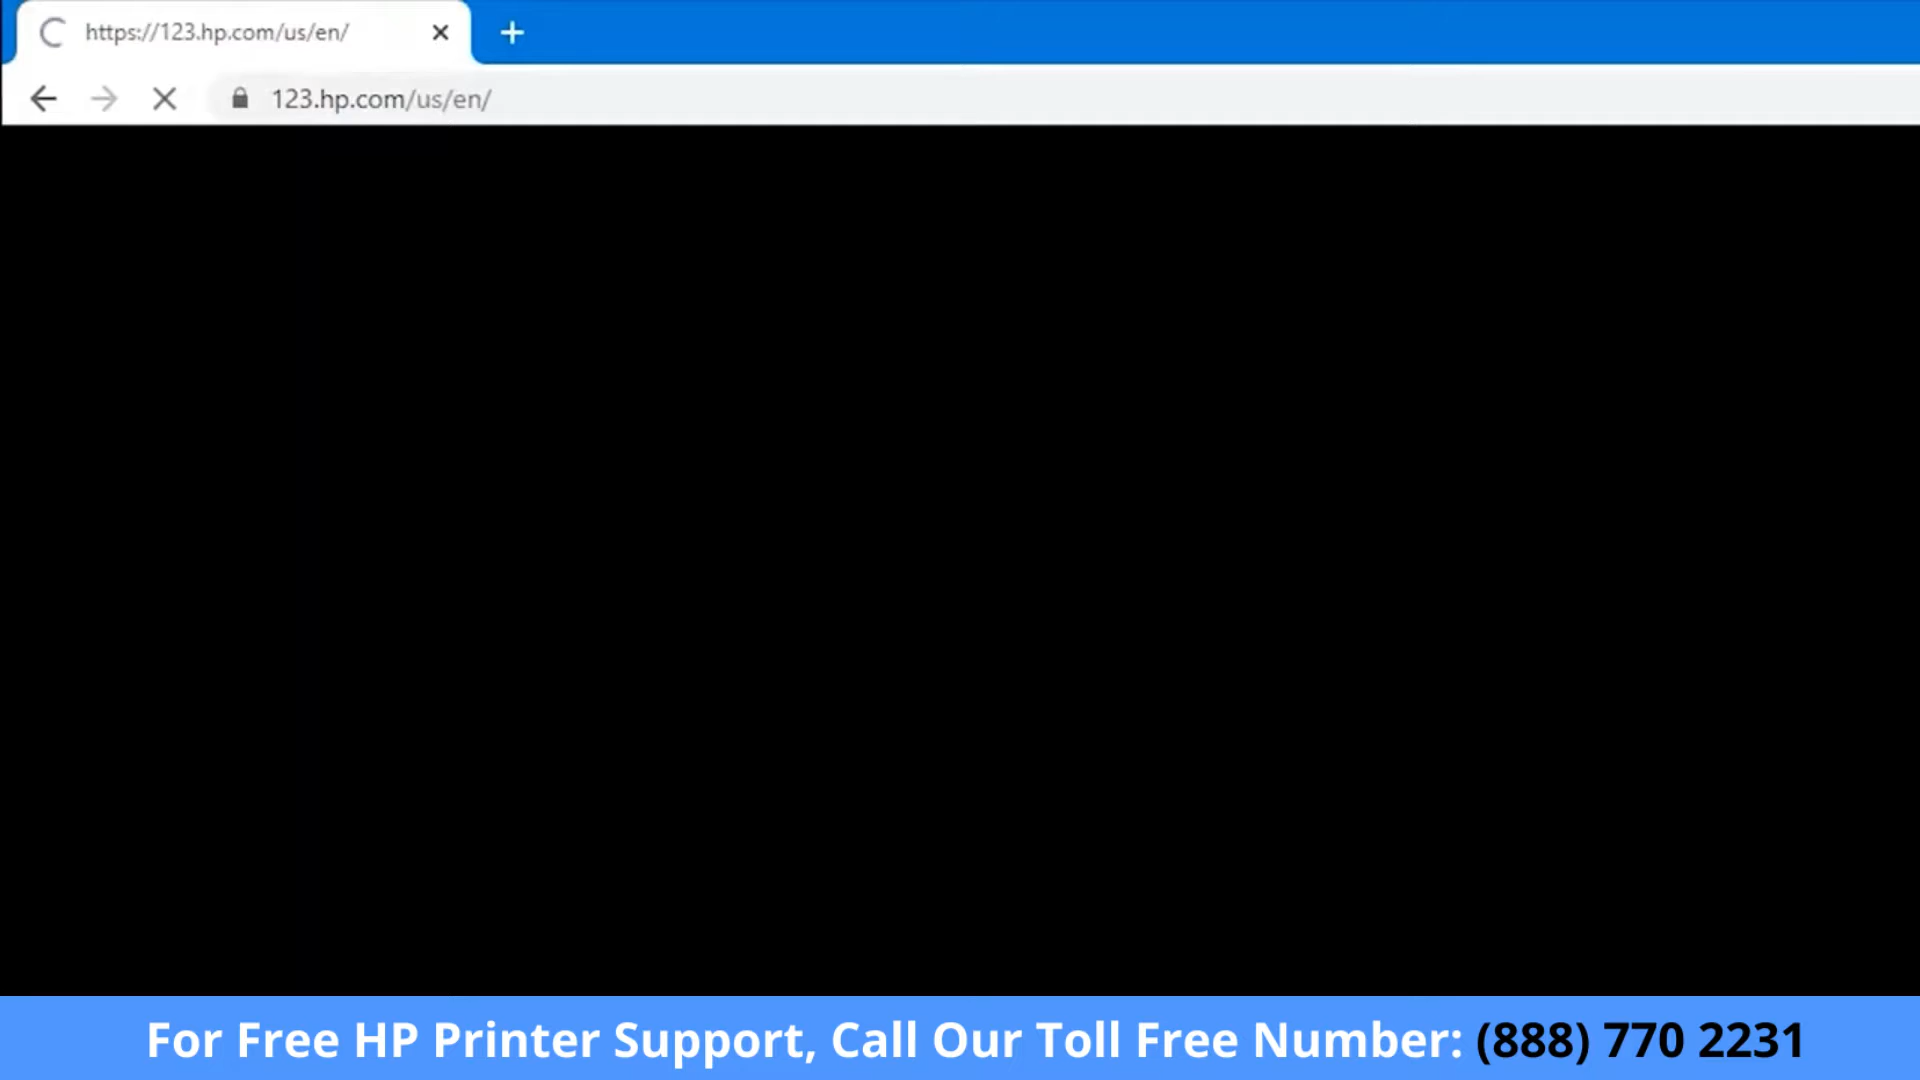 https://123.hp.com/us/en/
123.hp.com/us/en/
For Free HP Printer Support, Call Our Toll Free Number: (888) 770 2231